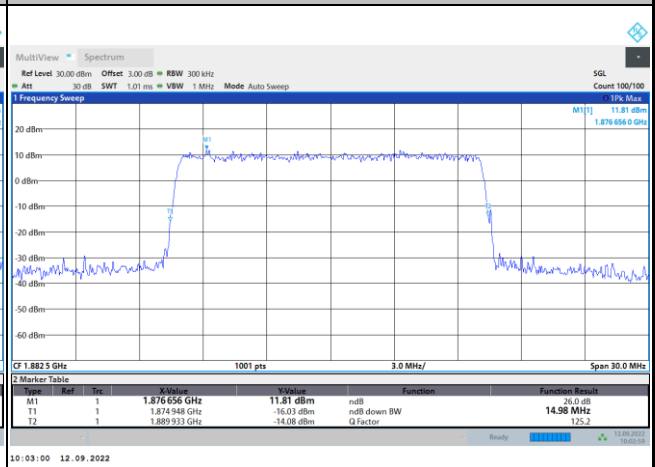 MultiView Spectrum
Ref Level 30.00 dBm Offset 3.00 dB RBW 300 kHz SGL
Att 30 dB SWT 1.01 ms VBW 1 MHz Mode Auto Sweep Count 100/100
1 Frequency Sweep 1Pk Max
M1[1] 11.81 dBm
1.876 656 0 GHz
20 dBm
M1
10 dBm
0 dBm
-10 dBm
T1
-20 dBm
-30 dBm
-40 dBm
-50 dBm
-60 dBm
CF 1.882 5 GHz 1001 pts 3.0 MHz/ Span 30.0 MHz
2 Marker Table
Type Ref Trc X-Value Y-Value Function Function Result
M1 1 1.876 656 GHz 11.81 dBm ndB 26.0 dB
T1 1 1.874 948 GHz -16.03 dBm ndB down BW 14.98 MHz
T2 1 1.889 933 GHz -14.08 dBm Q Factor 125.2
Ready 12.09.2022
10:02:59
10:03:00 12.09.2022